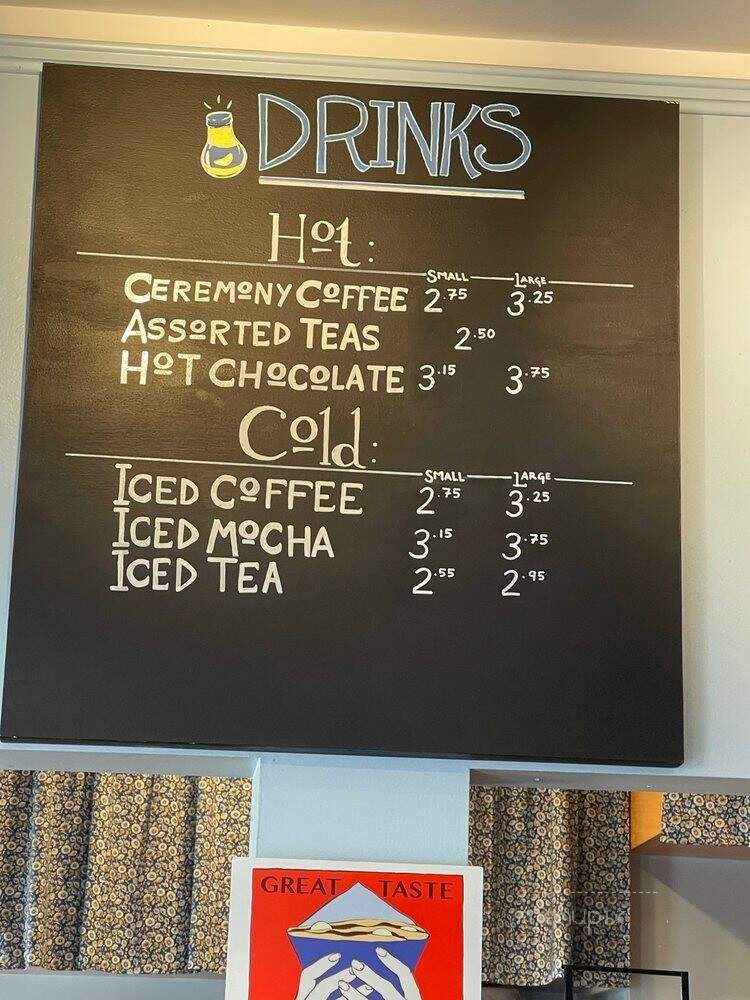 DRINKS
Hot:
SMALL LARGE
CEREMONY COFFEE 2.75 3.25
ASSORTED TEAS 2.50
HOT CHOCOLATE 3.15 3.75
Cold:
SMALL LARGE
ICED COFFEE 2.75 3.25
ICED MOCHA 3.15 3.75
ICED TEA 2.55 2.95
GREAT TASTE